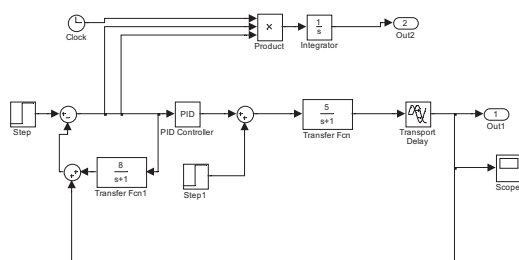 Clock
×
Product
1
s
Integrator
2
Out2
Step
+
−
PID
PID Controller
+
+
5
s+1
Transfer Fcn
Transport
Delay
1
Out1
Scope
+
+
8
s+1
Transfer Fcn1
Step1